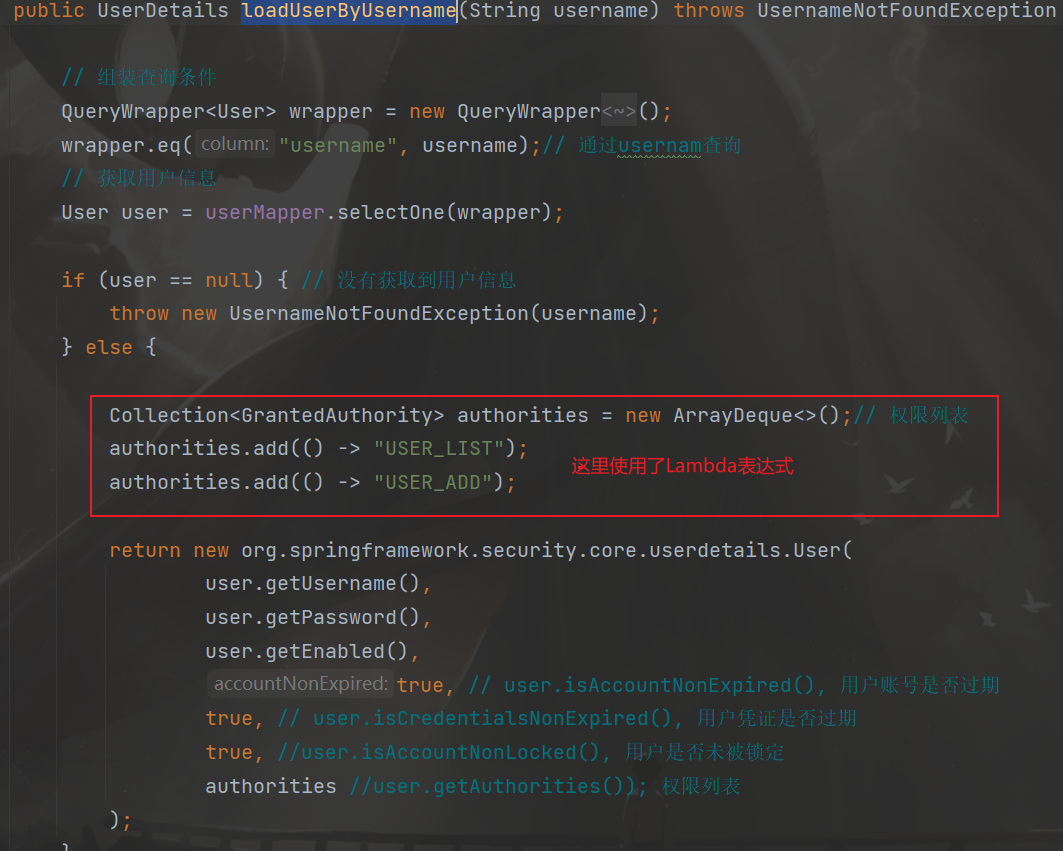 public UserDetails loadUserByUsername(String username) throws UsernameNotFoundException
// 组装查询条件
QueryWrapper<User> wrapper = new QueryWrapper<~>();
wrapper.eq( column: "username", username);// 通过usernam查询
// 获取用户信息
User user = userMapper.selectOne(wrapper);
if (user == null) { // 没有获取到用户信息
throw new UsernameNotFoundException(username);
} else {
Collection<GrantedAuthority> authorities = new ArrayDeque<>();// 权限列表
authorities.add(() -> "USER_LIST");
这里使用了Lambda表达式
authorities.add(() -> "USER_ADD");
return new org.springframework.security.core.userdetails.User(
user.getUsername(),
user.getPassword(),
user.getEnabled(),
accountNonExpired: true, // user.isAccountNonExpired(), 用户账号是否过期
true, // user.isCredentialsNonExpired(), 用户凭证是否过期
true, //user.isAccountNonLocked(), 用户是否未被锁定
authorities //user.getAuthorities()); 权限列表
);
}